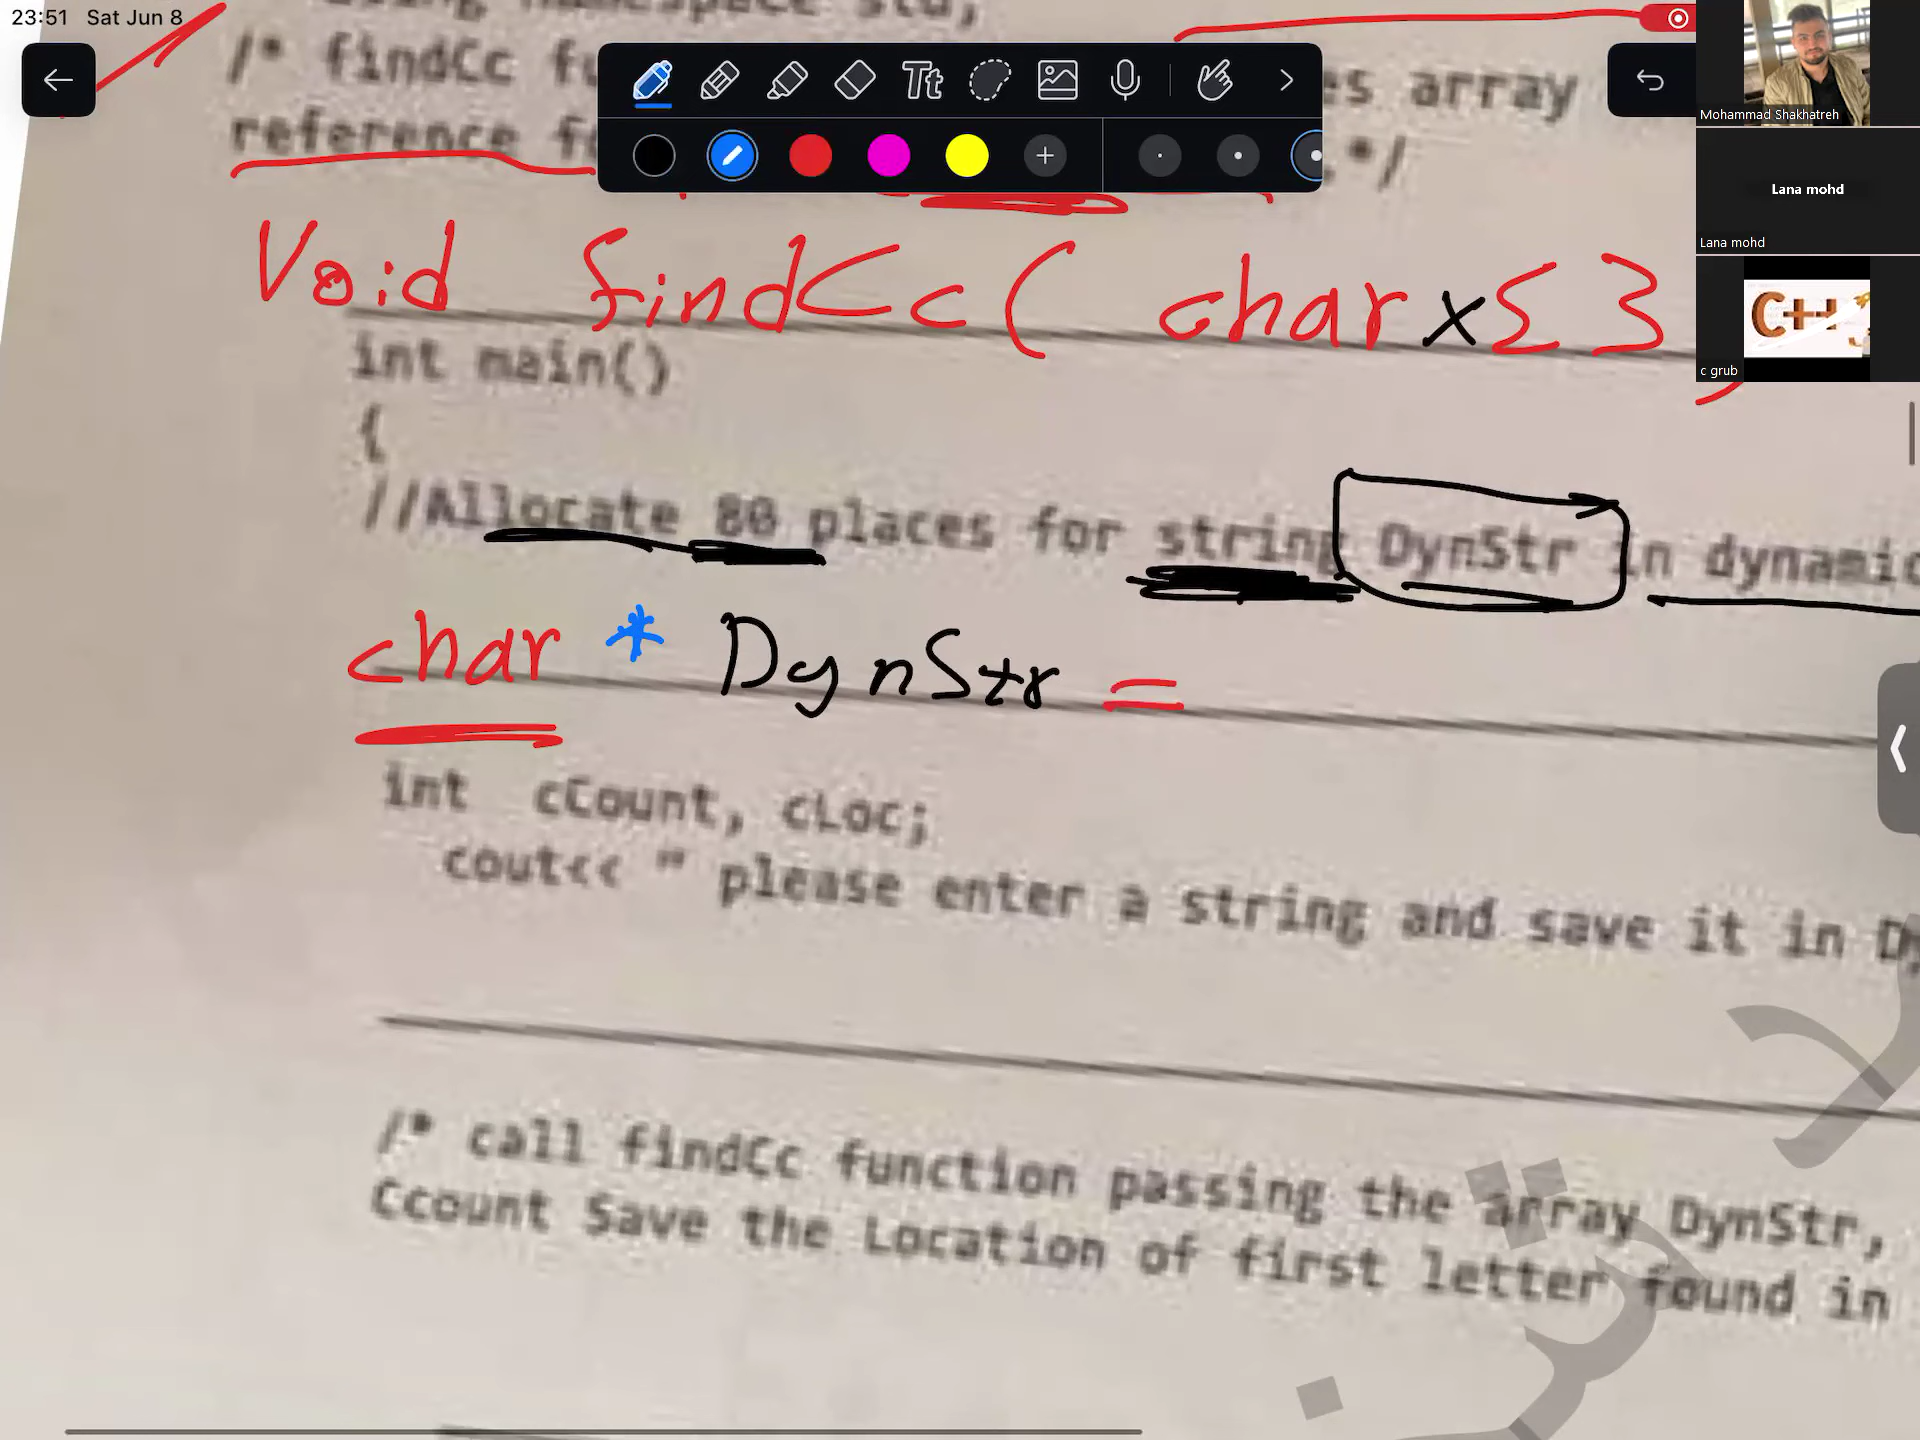 23:51 Sat Jun 8
/* findCc es array
reference */
Void findCc ( char x[ ]
int main()
{
//Allocate 80 places for string DynStr in dynamic
char * DynStr =
int cCount, cLoc;
cout<< " please enter a string and save it in Dy
/* call findCc function passing the array DynStr,
Ccount Save the Location of first letter found in
Tt
Mohammad Shakhatreh
Lana mohd
Lana mohd
C++
c grub